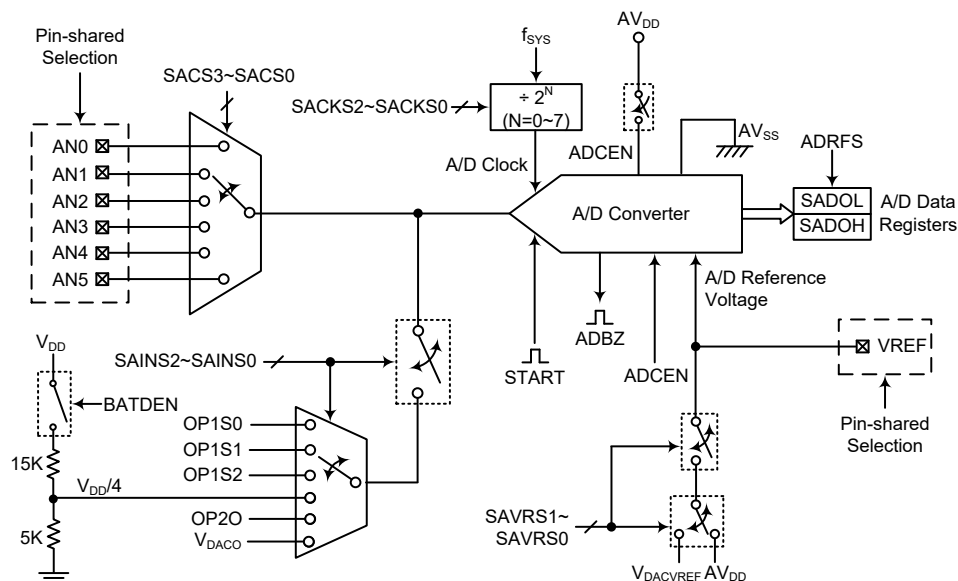 Pin-shared
Selection
SACS3~SACS0
AN0
AN1
AN2
AN3
AN4
AN5
fSYS
SACKS2~SACKS0
÷ 2^N
(N=0~7)
A/D Clock
AVDD
ADCEN
AVSS
A/D Converter
ADRFS
SADOL
SADOH
A/D Data
Registers
START
ADBZ
ADCEN
A/D Reference
Voltage
VREF
Pin-shared
Selection
VDD
BATDEN
15K
VDD/4
5K
SAINS2~SAINS0
OP1S0
OP1S1
OP1S2
OP2O
VDACO
SAVRS1~
SAVRS0
VDACVREF AVDD